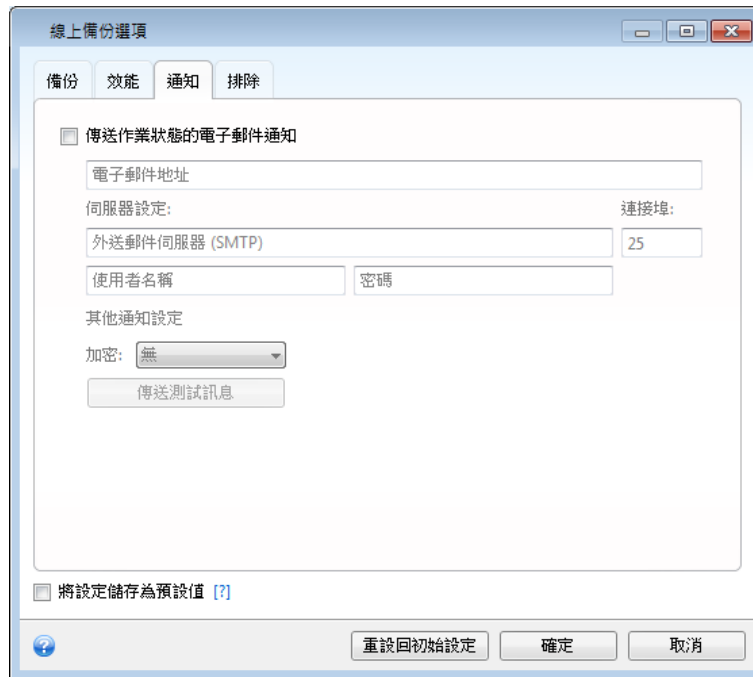 線上備份選項
備份 效能 通知 排除
傳送作業狀態的電子郵件通知
電子郵件地址
伺服器設定: 連接埠:
外送郵件伺服器 (SMTP) 25
使用者名稱 密碼
其他通知設定
加密: 無
傳送測試訊息
將設定儲存為預設值 [?]
重設回初始設定 確定 取消